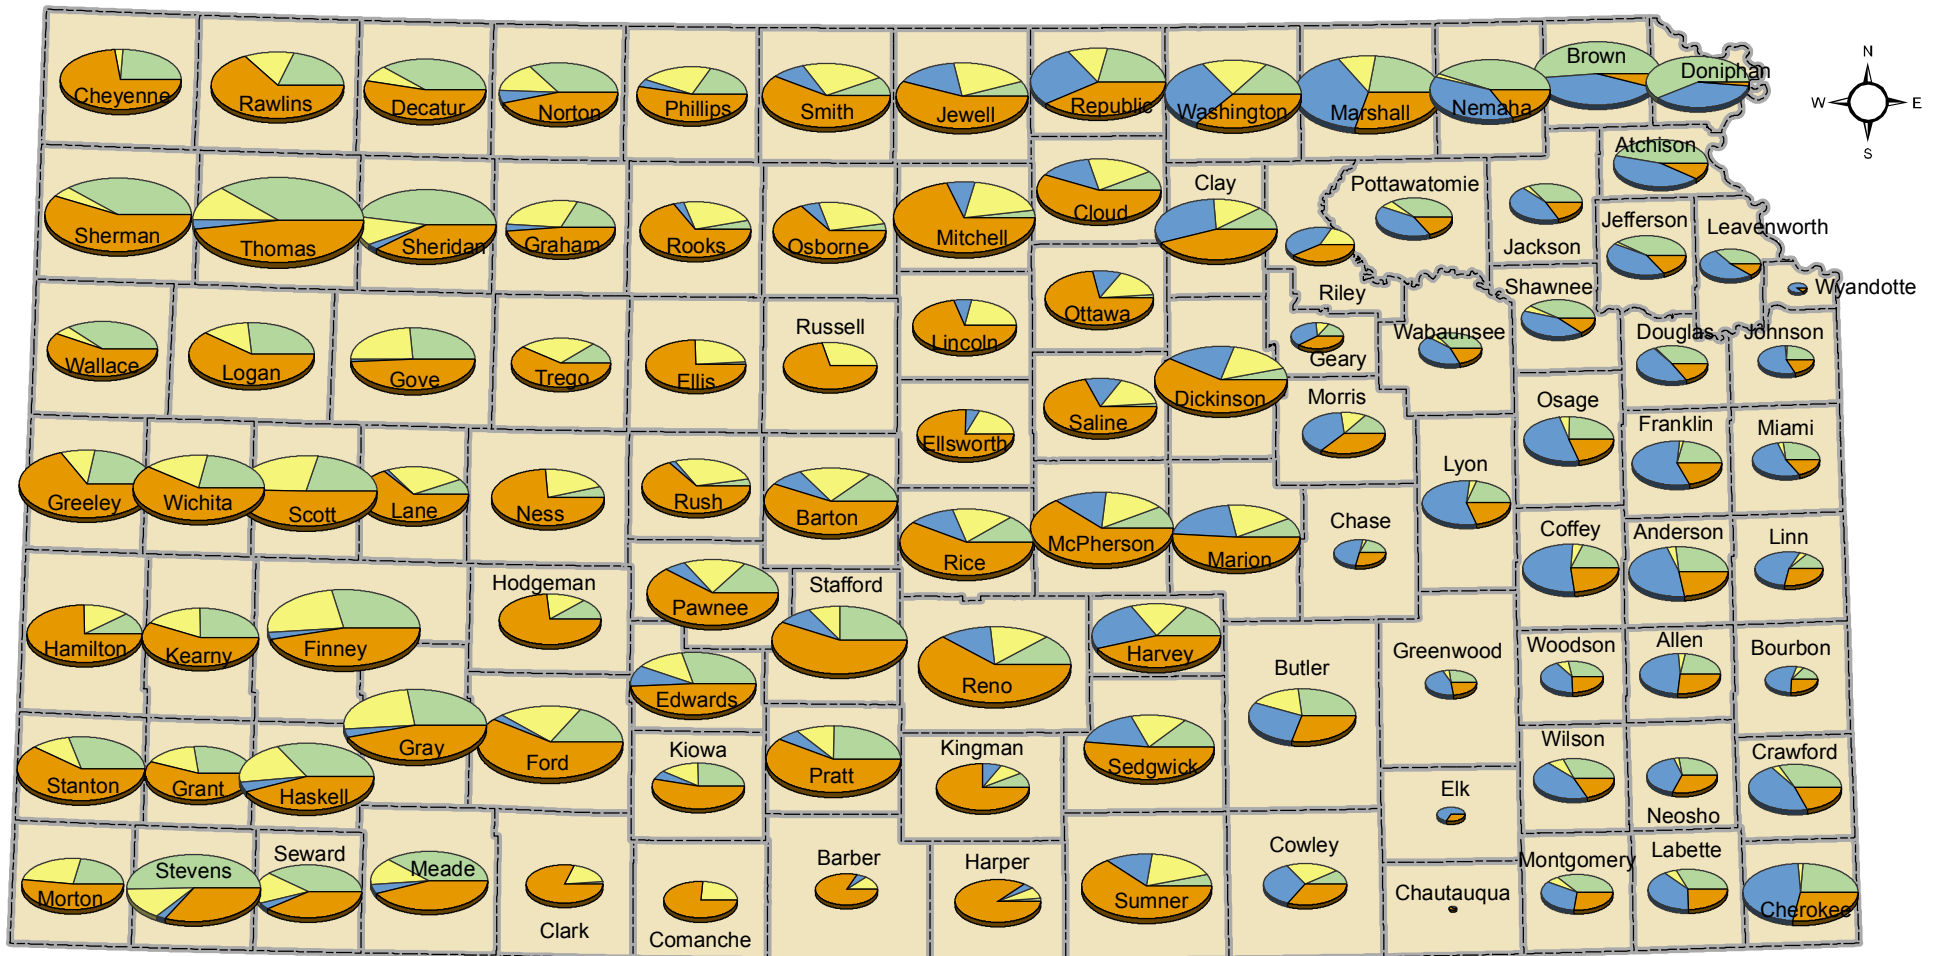 N
W E
S
Cheyenne
Rawlins
Decatur
Norton
Phillips
Smith
Jewell
Republic
Washington
Marshall
Nemaha
Brown
Doniphan
Sherman
Thomas
Sheridan
Graham
Rooks
Osborne
Mitchell
Cloud
Clay
Pottawatomie
Jackson
Atchison
Jefferson
Leavenworth
Wyandotte
Wallace
Logan
Gove
Trego
Ellis
Russell
Lincoln
Ottawa
Riley
Geary
Wabaunsee
Shawnee
Douglas
Johnson
Ellsworth
Saline
Dickinson
Morris
Osage
Franklin
Miami
Greeley
Wichita
Scott
Lane
Ness
Rush
Barton
Rice
McPherson
Marion
Chase
Lyon
Coffey
Anderson
Linn
Hamilton
Kearny
Finney
Hodgeman
Pawnee
Stafford
Edwards
Reno
Harvey
Butler
Greenwood
Woodson
Allen
Bourbon
Stanton
Grant
Haskell
Gray
Ford
Kiowa
Pratt
Kingman
Sedgwick
Elk
Wilson
Neosho
Crawford
Morton
Stevens
Seward
Meade
Clark
Comanche
Barber
Harper
Sumner
Cowley
Chautauqua
Montgomery
Labette
Cherokee